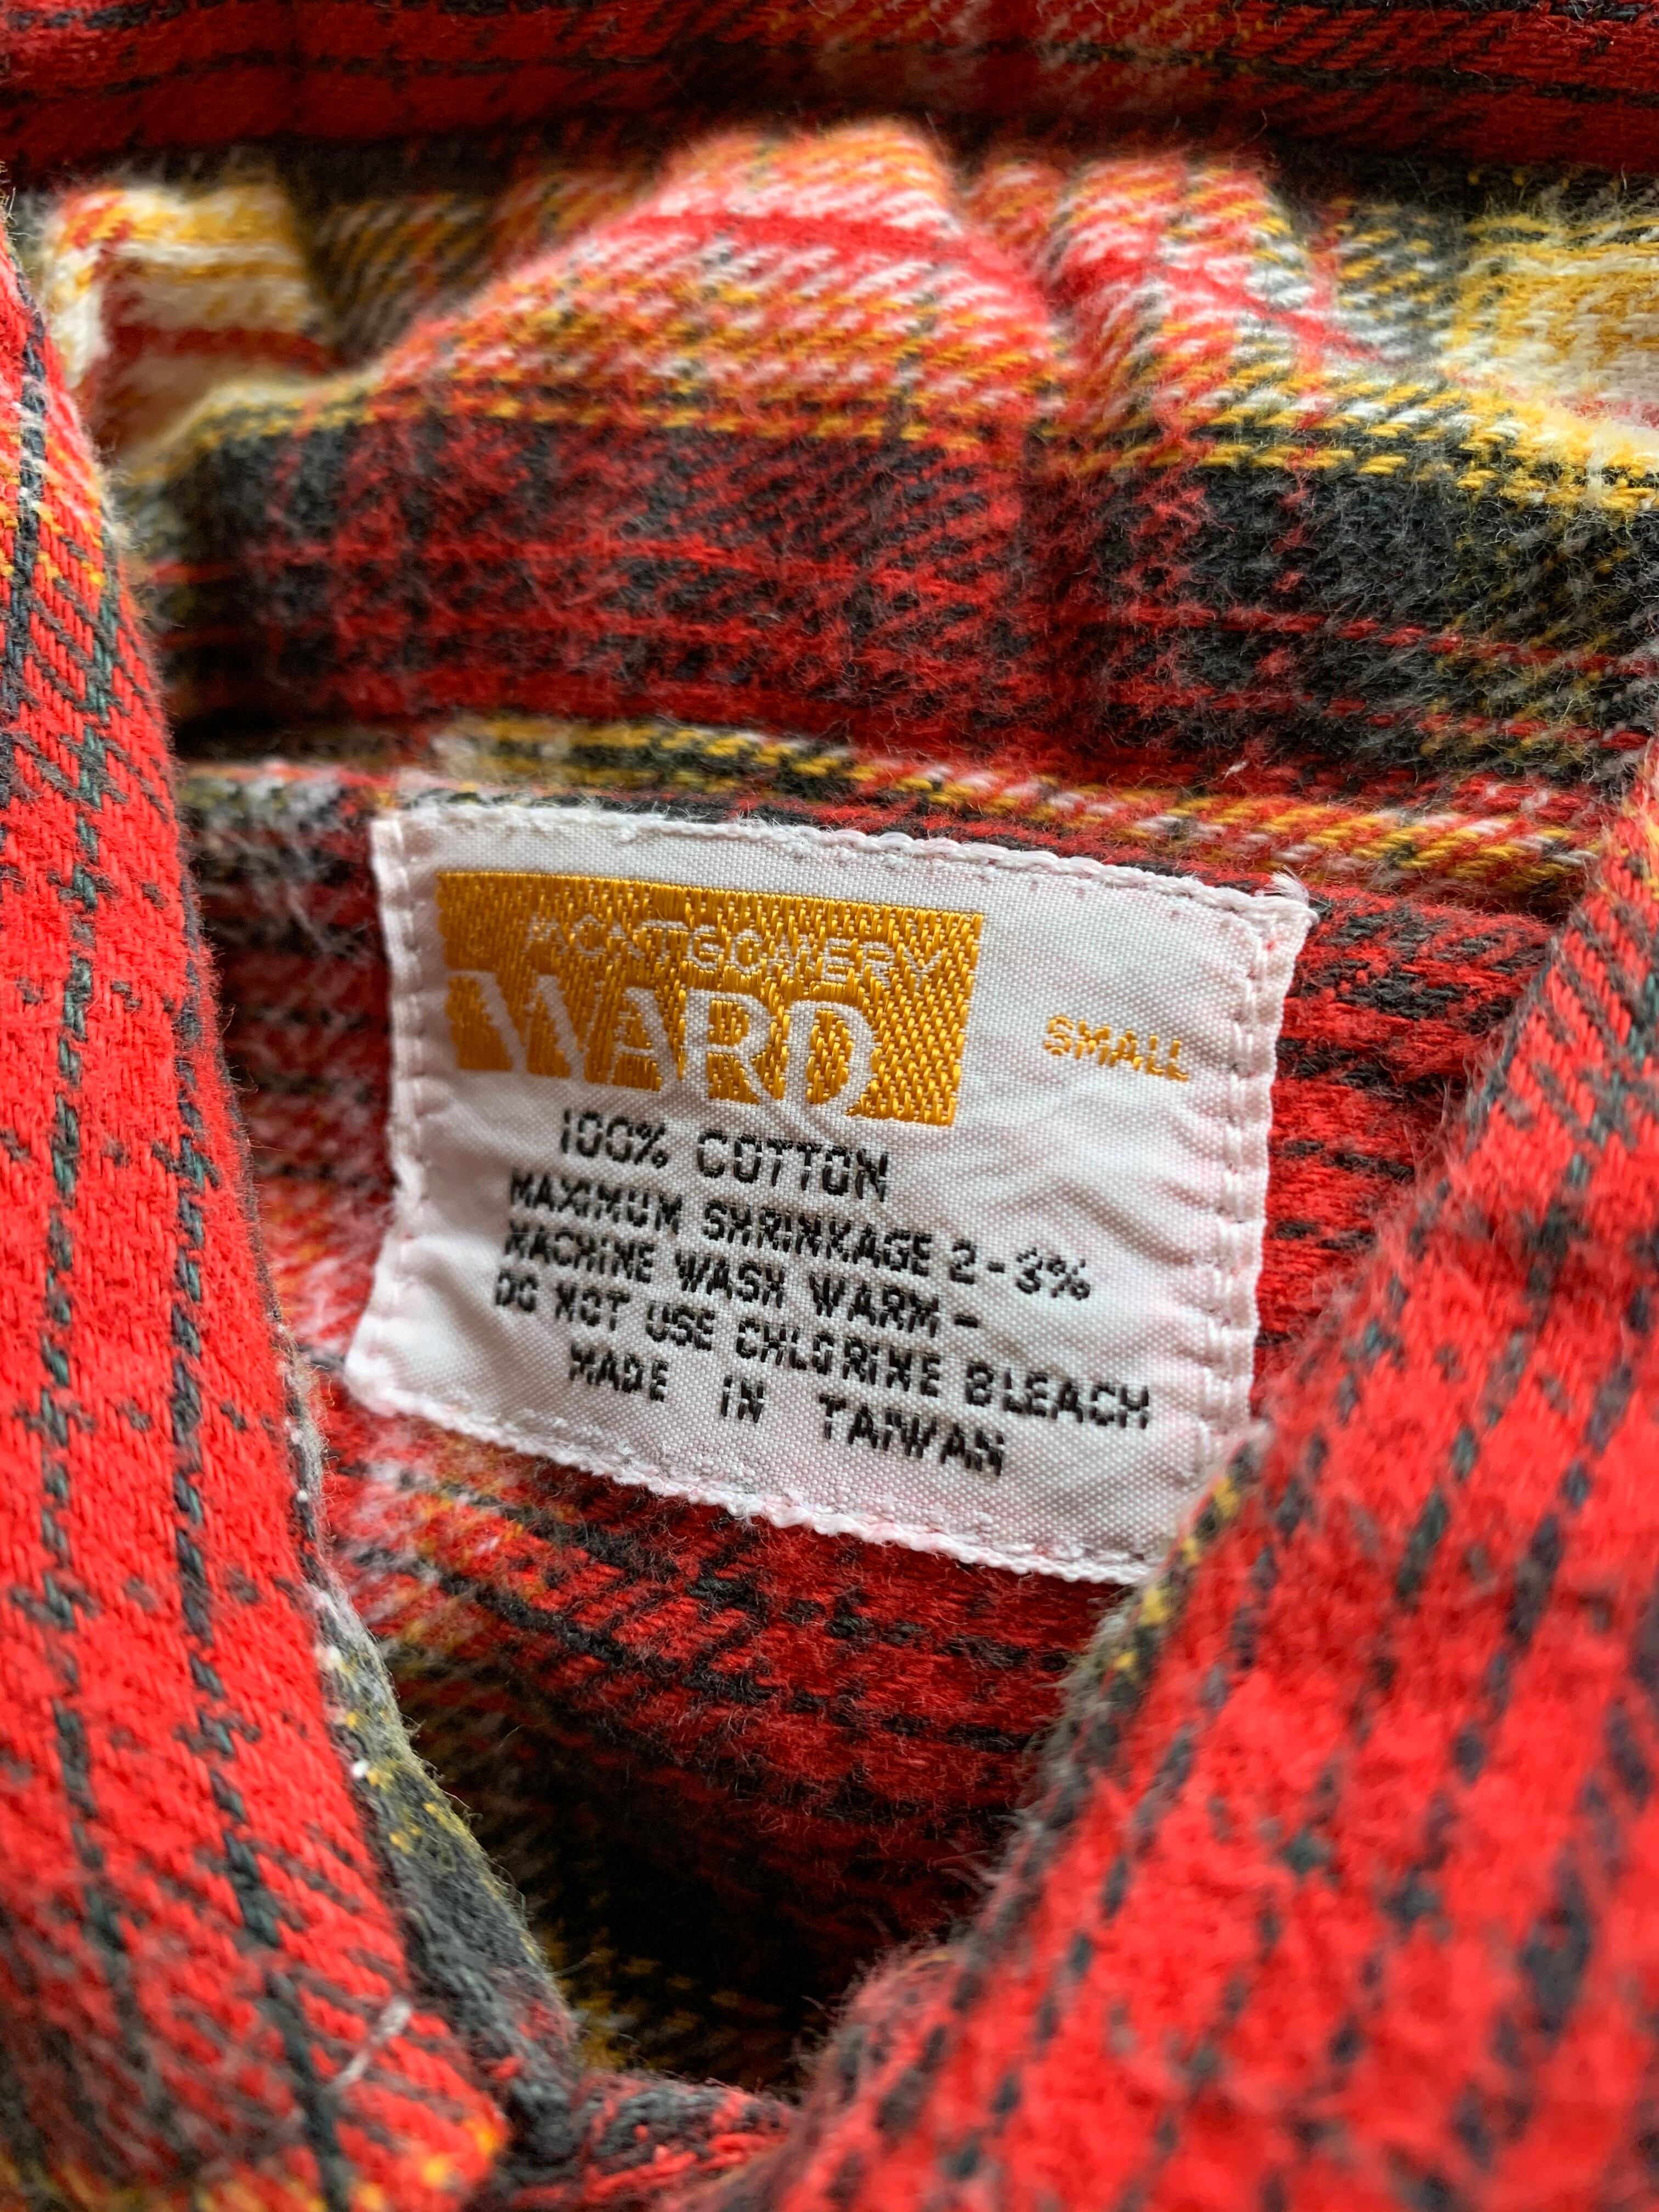 MONTGOMERY
WARD
SMALL
100% COTTON
MAXIMUM SHRINKAGE 2-3%
MACHINE WASH WARM-
DO NOT USE CHLORINE BLEACH
MADE IN TAIWAN